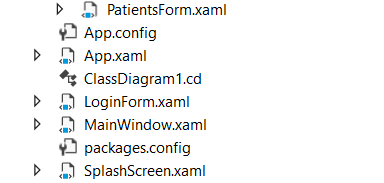 PatientsForm.xaml
App.config
App.xaml
ClassDiagram1.cd
LoginForm.xaml
MainWindow.xaml
packages.config
SplashScreen.xaml